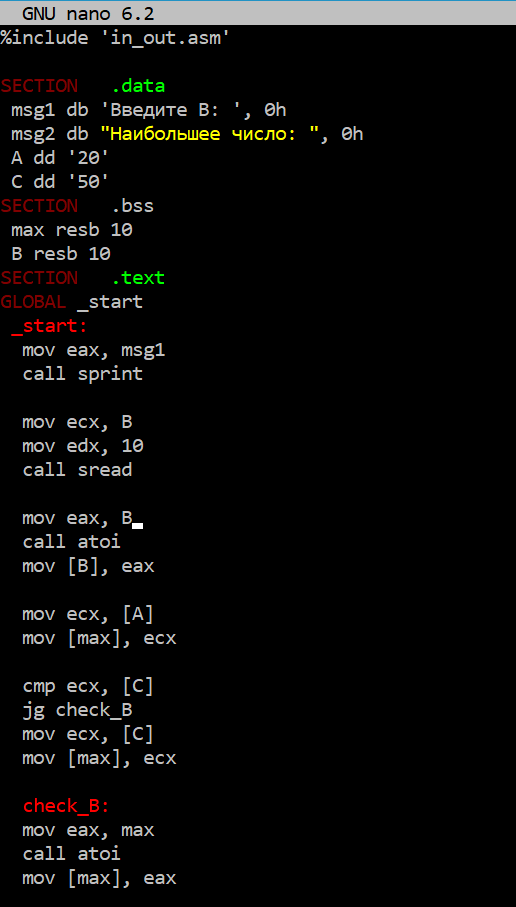 GNU nano 6.2
%include 'in_out.asm'
SECTION .data
msg1 db 'Введите B: ', 0h
msg2 db "Наибольшее число: ", 0h
A dd '20'
C dd '50'
SECTION .bss
max resb 10
B resb 10
SECTION .text
GLOBAL _start
_start:
mov eax, msg1
call sprint
mov ecx, B
mov edx, 10
call sread
mov eax, B
call atoi
mov [B], eax
mov ecx, [A]
mov [max], ecx
cmp ecx, [C]
jg check_B
mov ecx, [C]
mov [max], ecx
check_B:
mov eax, max
call atoi
mov [max], eax